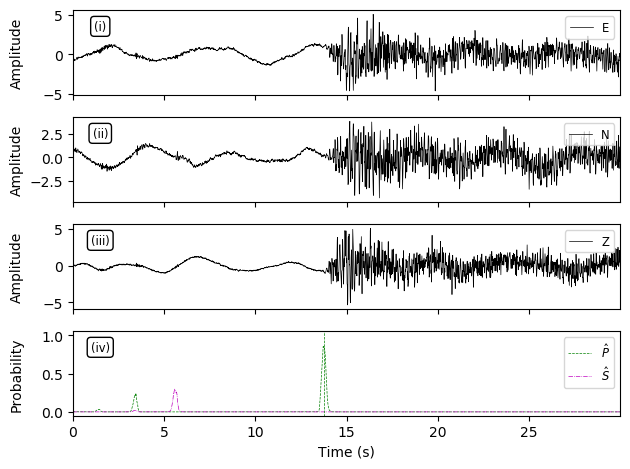 Amplitude
5
0
−5
(i)
E
Amplitude
2.5
0.0
−2.5
(ii)
N
Amplitude
5
0
−5
(iii)
Z
Probability
1.0
0.5
0.0
(iv)
P̂
Ŝ
0 5 10 15 20 25
Time (s)